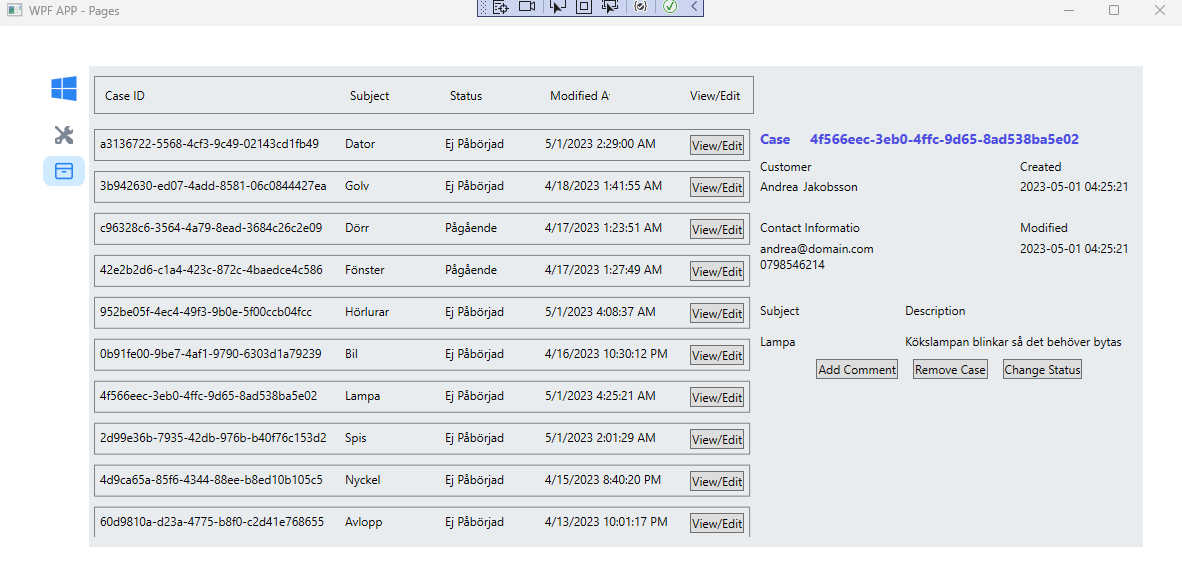 WPF APP - Pages
Case ID Subject Status Modified A View/Edit
a3136722-5568-4cf3-9c49-02143cd1fb49 Dator Ej Påbörjad 5/1/2023 2:29:00 AM View/Edit
3b942630-ed07-4add-8581-06c0844427ea Golv Ej Påbörjad 4/18/2023 1:41:55 AM View/Edit
c96328c6-3564-4a79-8ead-3684c26c2e09 Dörr Pågående 4/17/2023 1:23:51 AM View/Edit
42e2b2d6-c1a4-423c-872c-4baedce4c586 Fönster Pågående 4/17/2023 1:27:49 AM View/Edit
952be05f-4ec4-49f3-9b0e-5f00ccb04fcc Hörlurar Ej Påbörjad 5/1/2023 4:08:37 AM View/Edit
0b91fe00-9be7-4af1-9790-6303d1a79239 Bil Ej Påbörjad 4/16/2023 10:30:12 PM View/Edit
4f566eec-3eb0-4ffc-9d65-8ad538ba5e02 Lampa Ej Påbörjad 5/1/2023 4:25:21 AM View/Edit
2d99e36b-7935-42db-976b-b40f76c153d2 Spis Ej Påbörjad 5/1/2023 2:01:29 AM View/Edit
4d9ca65a-85f6-4344-88ee-b8ed10b105c5 Nyckel Ej Påbörjad 4/15/2023 8:40:20 PM View/Edit
60d9810a-d23a-4775-b8f0-c2d41e768655 Avlopp Ej Påbörjad 4/13/2023 10:01:17 PM View/Edit
Case 4f566eec-3eb0-4ffc-9d65-8ad538ba5e02
Customer Created
Andrea Jakobsson 2023-05-01 04:25:21
Contact Informatio Modified
andrea@domain.com 2023-05-01 04:25:21
0798546214
Subject Description
Lampa Kökslampan blinkar så det behöver bytas
Add Comment Remove Case Change Status